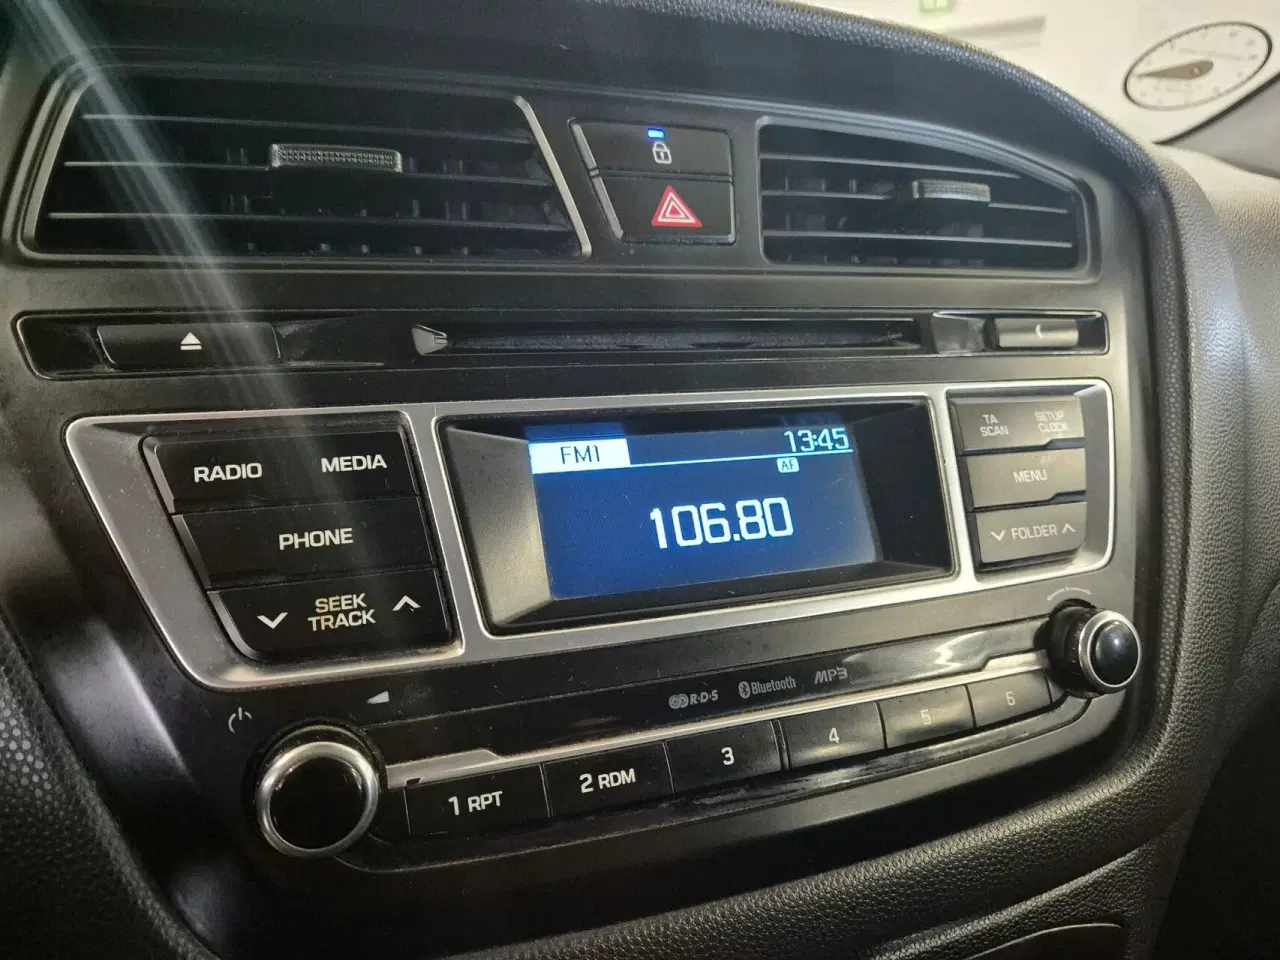 RADIO
MEDIA
PHONE
SEEK
TRACK
FM1
13:45
AF
106.80
TA
SCAN
SETUP
CLOCK
MENU
FOLDER
R·D·S
Bluetooth
MP3
1 RPT
2 RDM
3
4
5
6